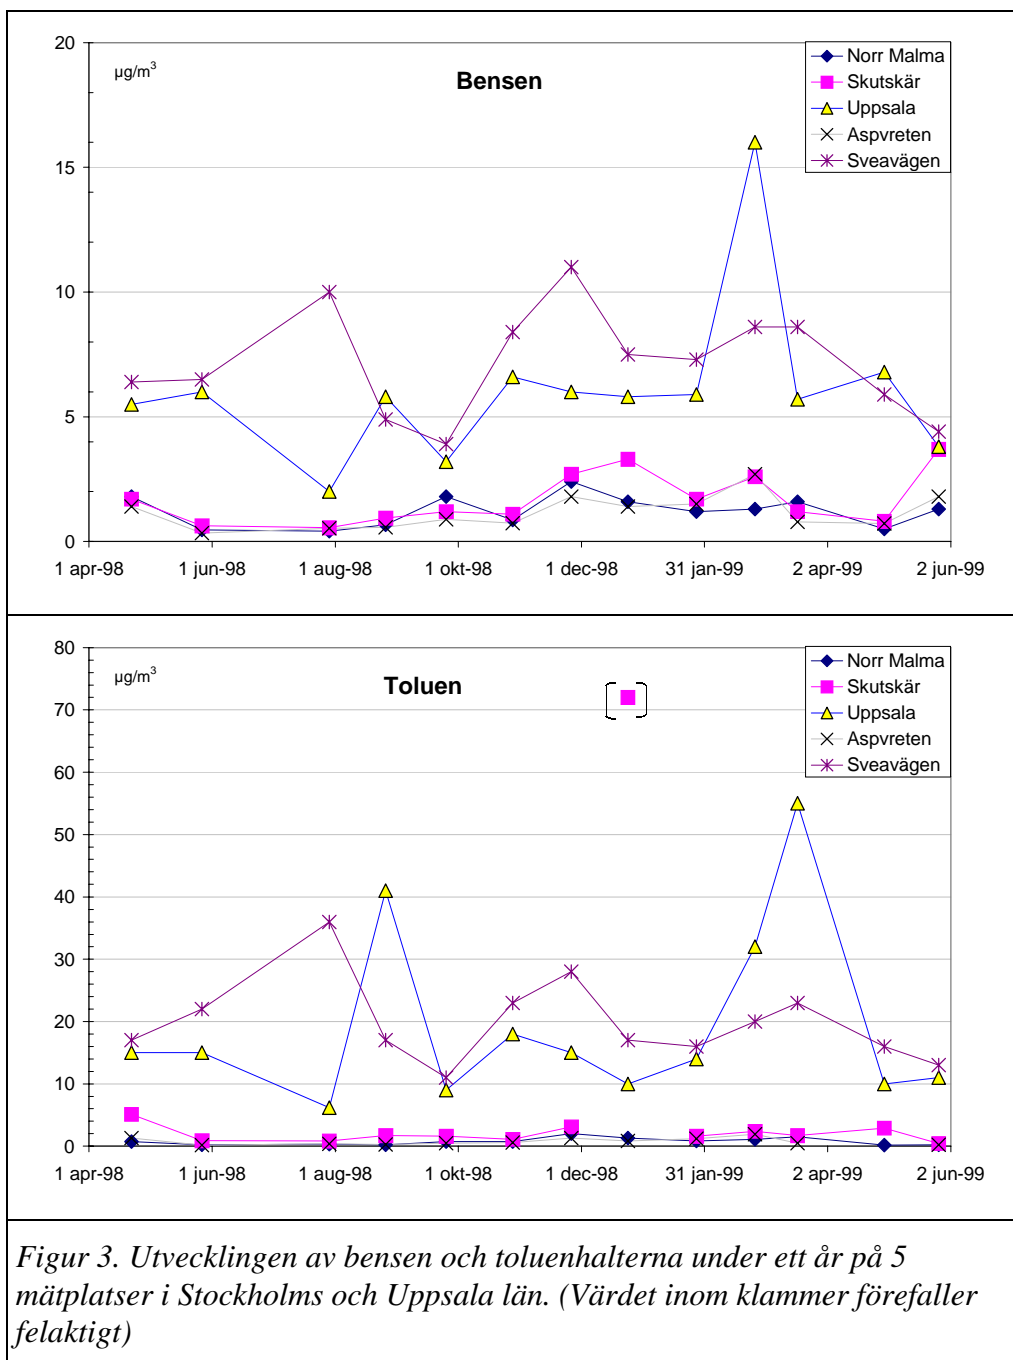 20
µg/m³
Bensen
Norr Malma
Skutskär
Uppsala
Aspvreten
Sveavägen
15
10
5
0
1 apr-98 1 jun-98 1 aug-98 1 okt-98 1 dec-98 31 jan-99 2 apr-99 2 jun-99
80
µg/m³
Toluen
Norr Malma
Skutskär
Uppsala
Aspvreten
Sveavägen
70
60
50
40
30
20
10
0
1 apr-98 1 jun-98 1 aug-98 1 okt-98 1 dec-98 31 jan-99 2 apr-99 2 jun-99
Figur 3. Utvecklingen av bensen och toluenhalterna under ett år på 5
mätplatser i Stockholms och Uppsala län. (Värdet inom klammer förefaller
felaktigt)